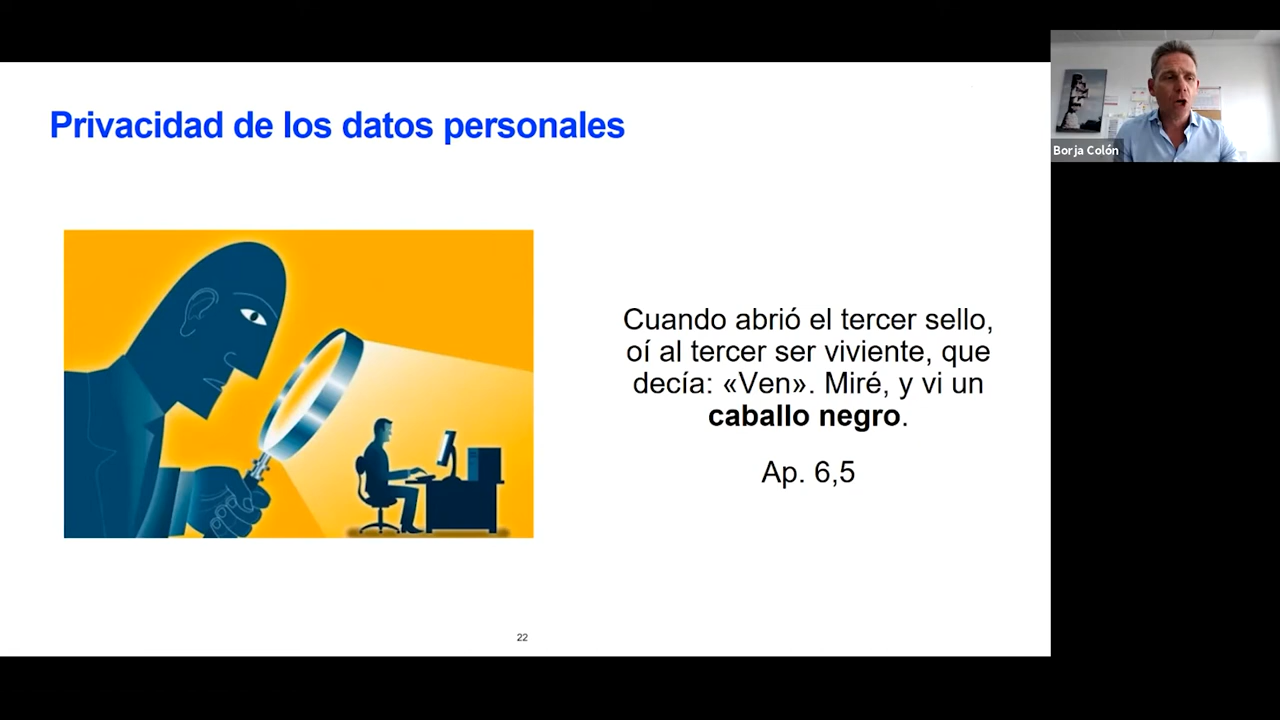 Privacidad de los datos personales
Cuando abrió el tercer sello,
oí al tercer ser viviente, que
decía: «Ven». Miré, y vi un
caballo negro.
Ap. 6,5
22
Borja Colón